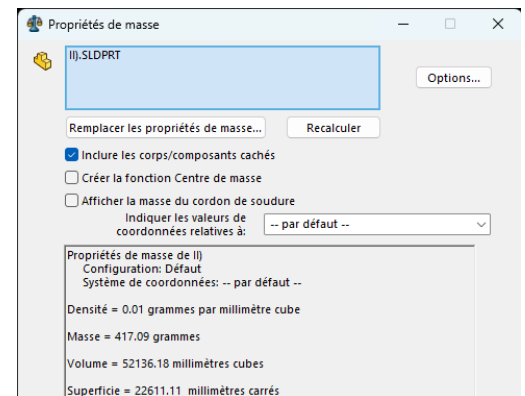 Propriétés de masse
II).SLDPRT
Options...
Remplacer les propriétés de masse...
Recalculer
Inclure les corps/composants cachés
Créer la fonction Centre de masse
Afficher la masse du cordon de soudure
Indiquer les valeurs de
coordonnées relatives à:
-- par défaut --
Propriétés de masse de II)
Configuration: Défaut
Système de coordonnées: -- par défaut --
Densité = 0.01 grammes par millimètre cube
Masse = 417.09 grammes
Volume = 52136.18 millimètres cubes
Superficie = 22611.11 millimètres carrés